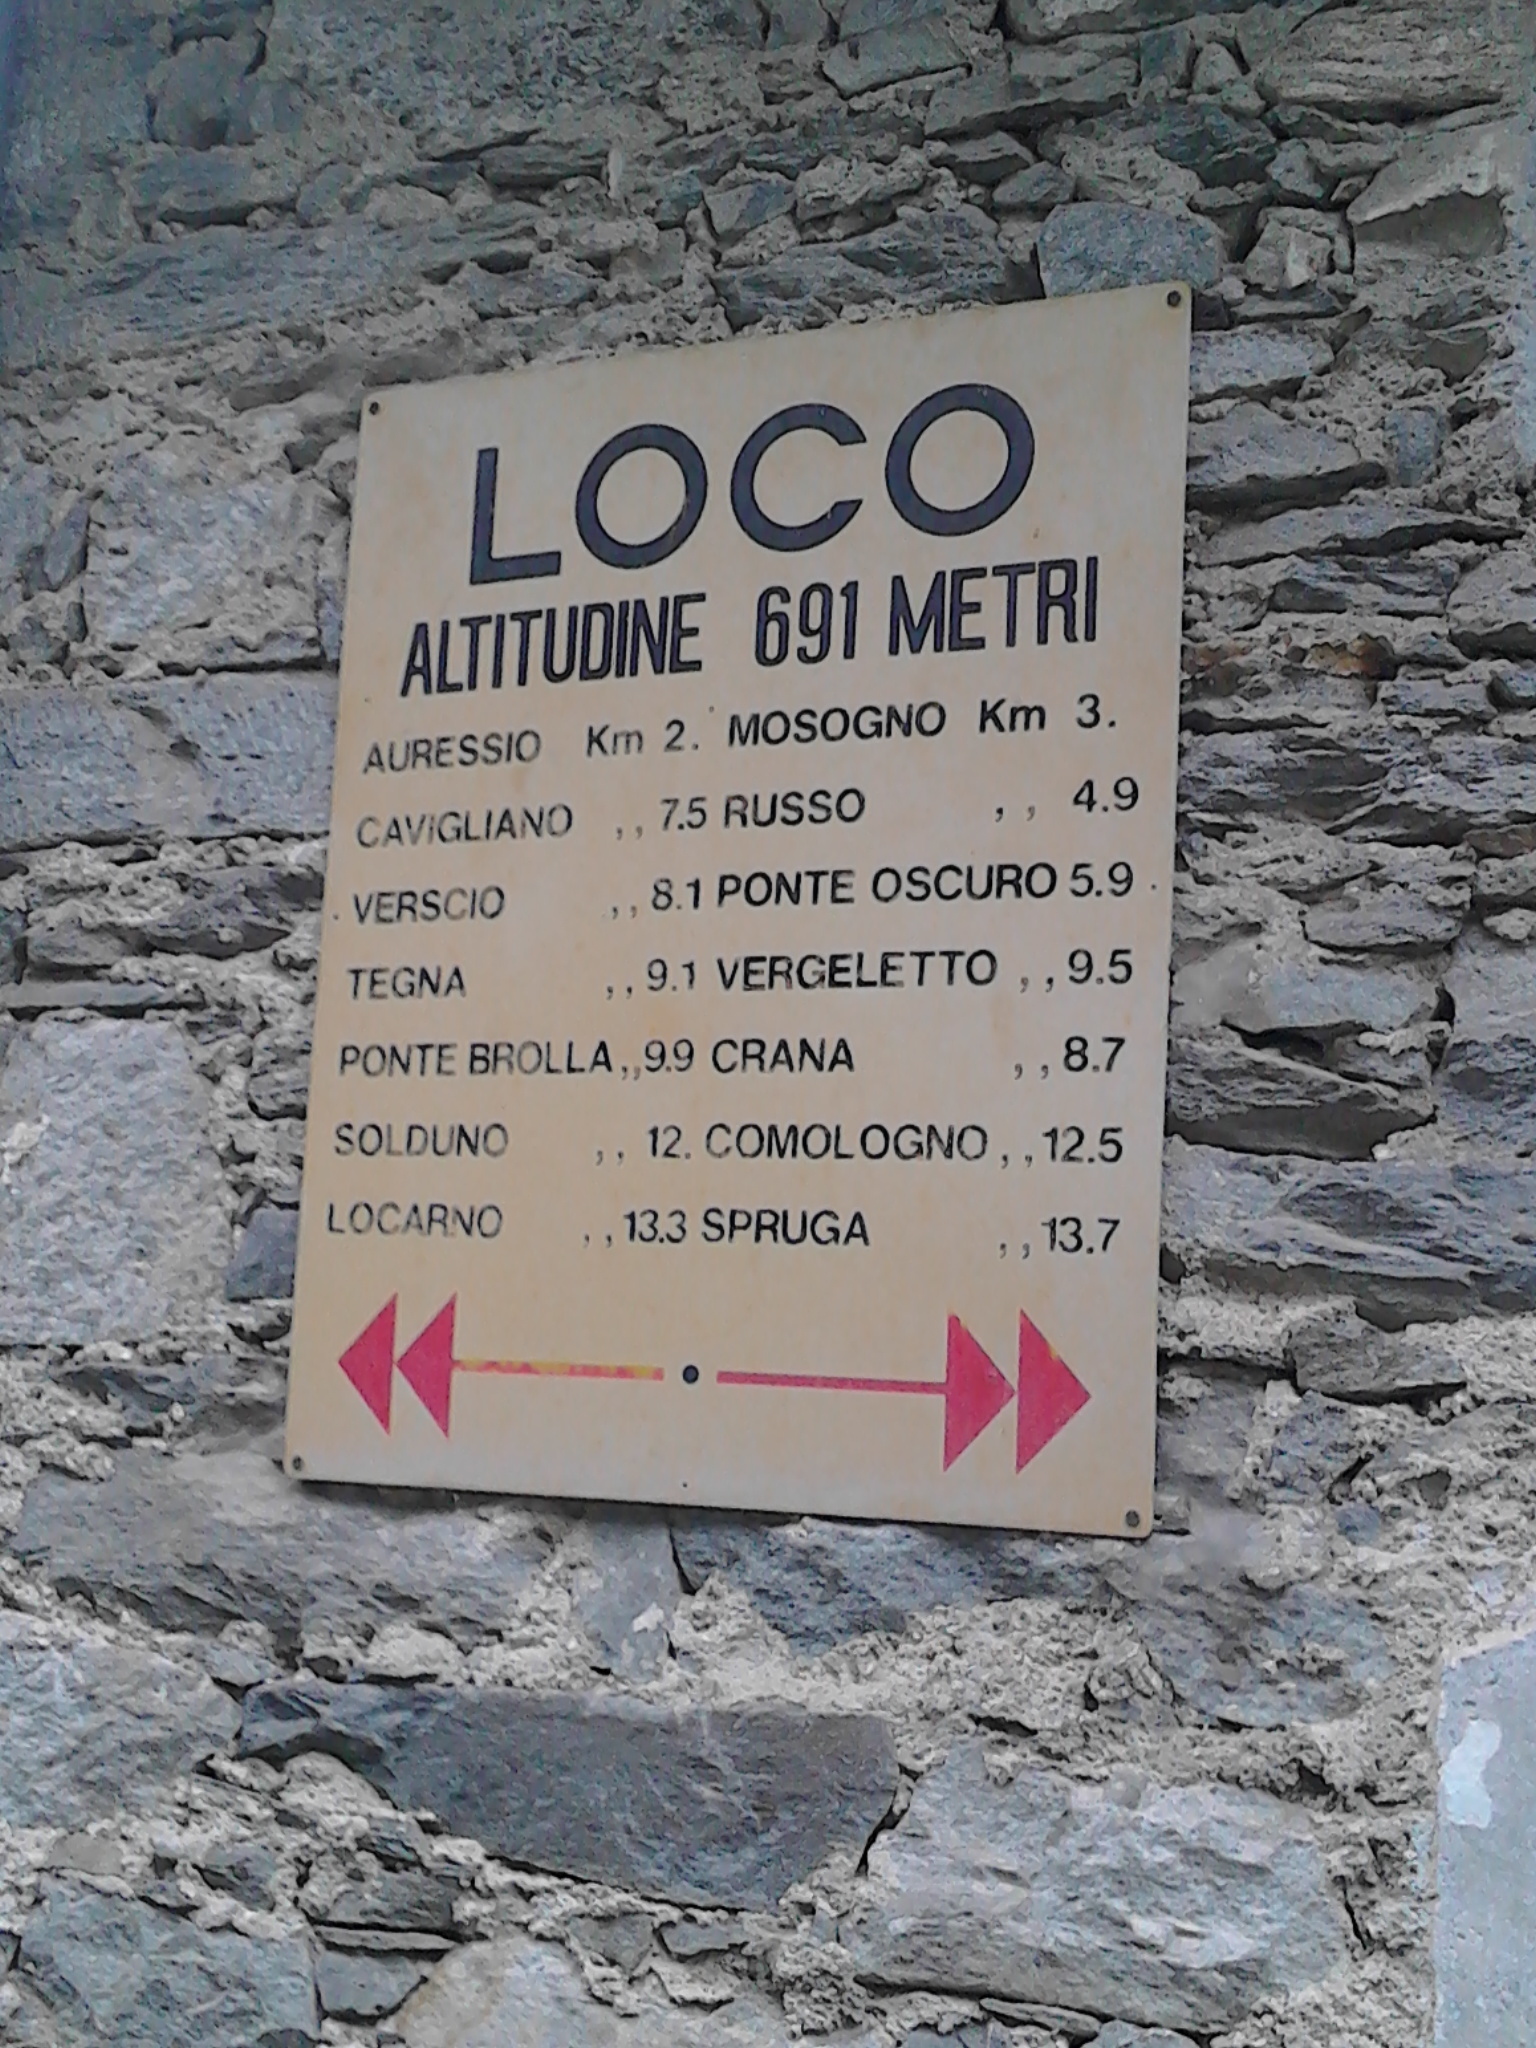 LOCO
ALTITUDINE 691 METRI
AURESSIO Km 2. MOSOGNO Km 3.
CAVIGLIANO ,, 7.5 RUSSO ,, 4.9
VERSCIO ,, 8.1 PONTE OSCURO 5.9
TEGNA ,, 9.1 VERGELETTO ,, 9.5
PONTE BROLLA ,, 9.9 CRANA ,, 8.7
SOLDUNO ,, 12. COMOLOGNO ,, 12.5
LOCARNO ,, 13.3 SPRUGA ,, 13.7